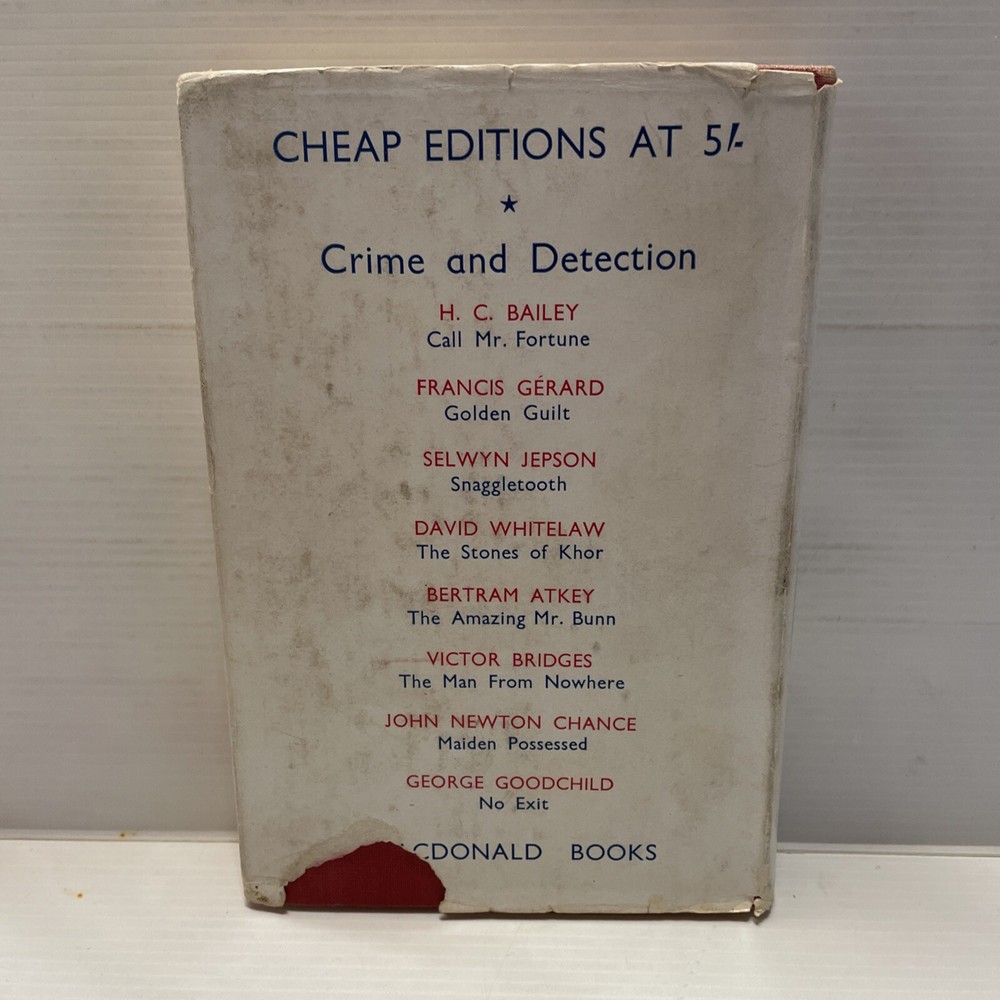 CHEAP EDITIONS AT 5/-
★
Crime and Detection
H. C. BAILEY
Call Mr. Fortune
FRANCIS GÉRARD
Golden Guilt
SELWYN JEPSON
Snaggletooth
DAVID WHITELAW
The Stones of Khor
BERTRAM ATKEY
The Amazing Mr. Bunn
VICTOR BRIDGES
The Man From Nowhere
JOHN NEWTON CHANCE
Maiden Possessed
GEORGE GOODCHILD
No Exit
CDONALD BOOKS